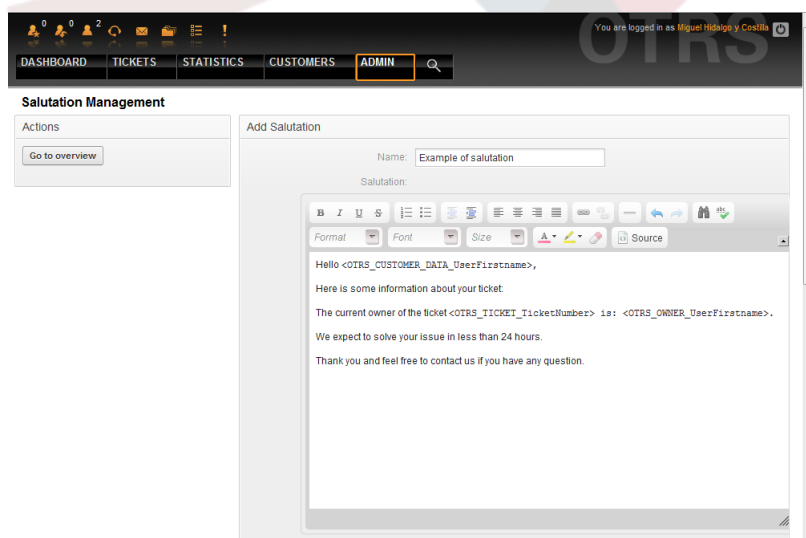 0 0 2
You are logged in as Miguel Hidalgo y Costilla
OTRS
DASHBOARD TICKETS STATISTICS CUSTOMERS ADMIN
Salutation Management
Actions
Go to overview
Add Salutation
Name: Example of salutation
Salutation:
B I U S
Format Font Size A Source
Hello <OTRS_CUSTOMER_DATA_UserFirstname>,
Here is some information about your ticket:
The current owner of the ticket <OTRS_TICKET_TicketNumber> is: <OTRS_OWNER_UserFirstname>.
We expect to solve your issue in less than 24 hours.
Thank you and feel free to contact us if you have any question.